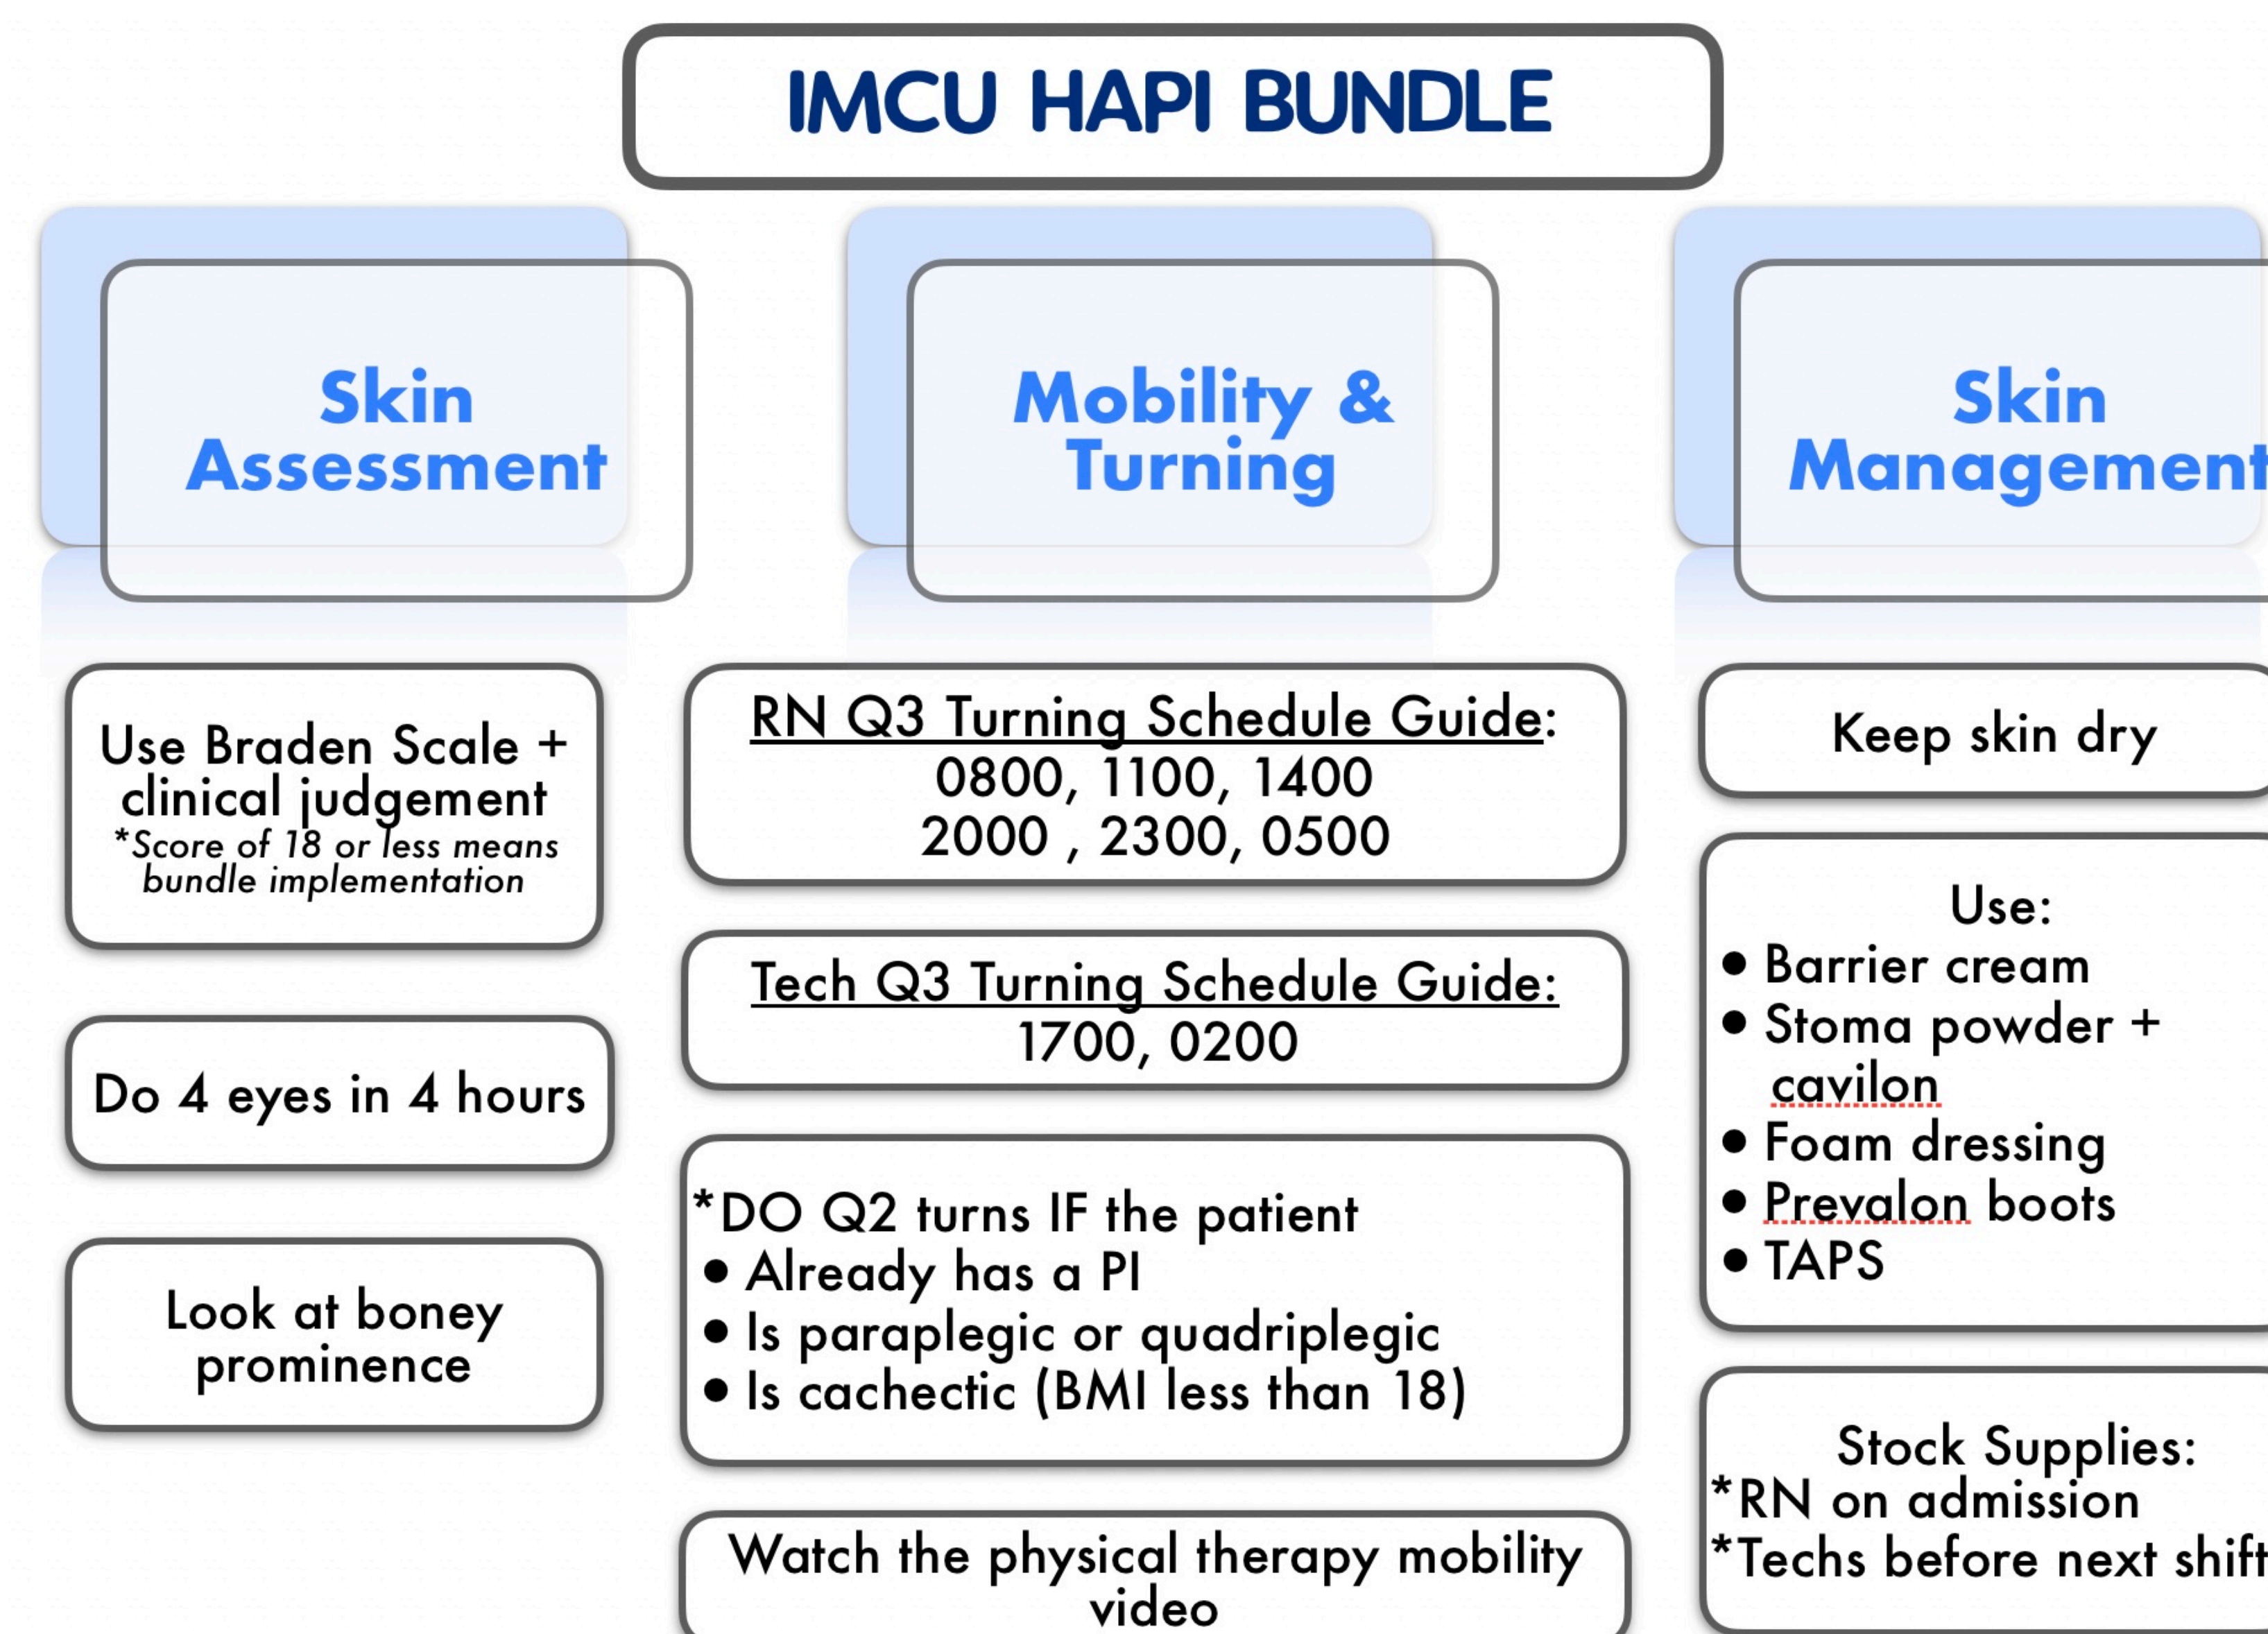 IMCU HAPI BUNDLE
Skin
Assessment
Use Braden Scale +
clinical judgement
*Score of 18 or less means
bundle implementation
Do 4 eyes in 4 hours
Look at boney
prominence
Mobility &
Turning
RN Q3 Turning Schedule Guide:
0800, 1100, 1400
2000 , 2300, 0500
Tech Q3 Turning Schedule Guide:
1700, 0200
*DO Q2 turns IF the patient
• Already has a PI
• Is paraplegic or quadriplegic
• Is cachectic (BMI less than 18)
Watch the physical therapy mobility
video
Skin
Management
Keep skin dry
Use:
• Barrier cream
• Stoma powder +
cavilon
• Foam dressing
• Prevalon boots
• TAPS
Stock Supplies:
*RN on admission
*Techs before next shift